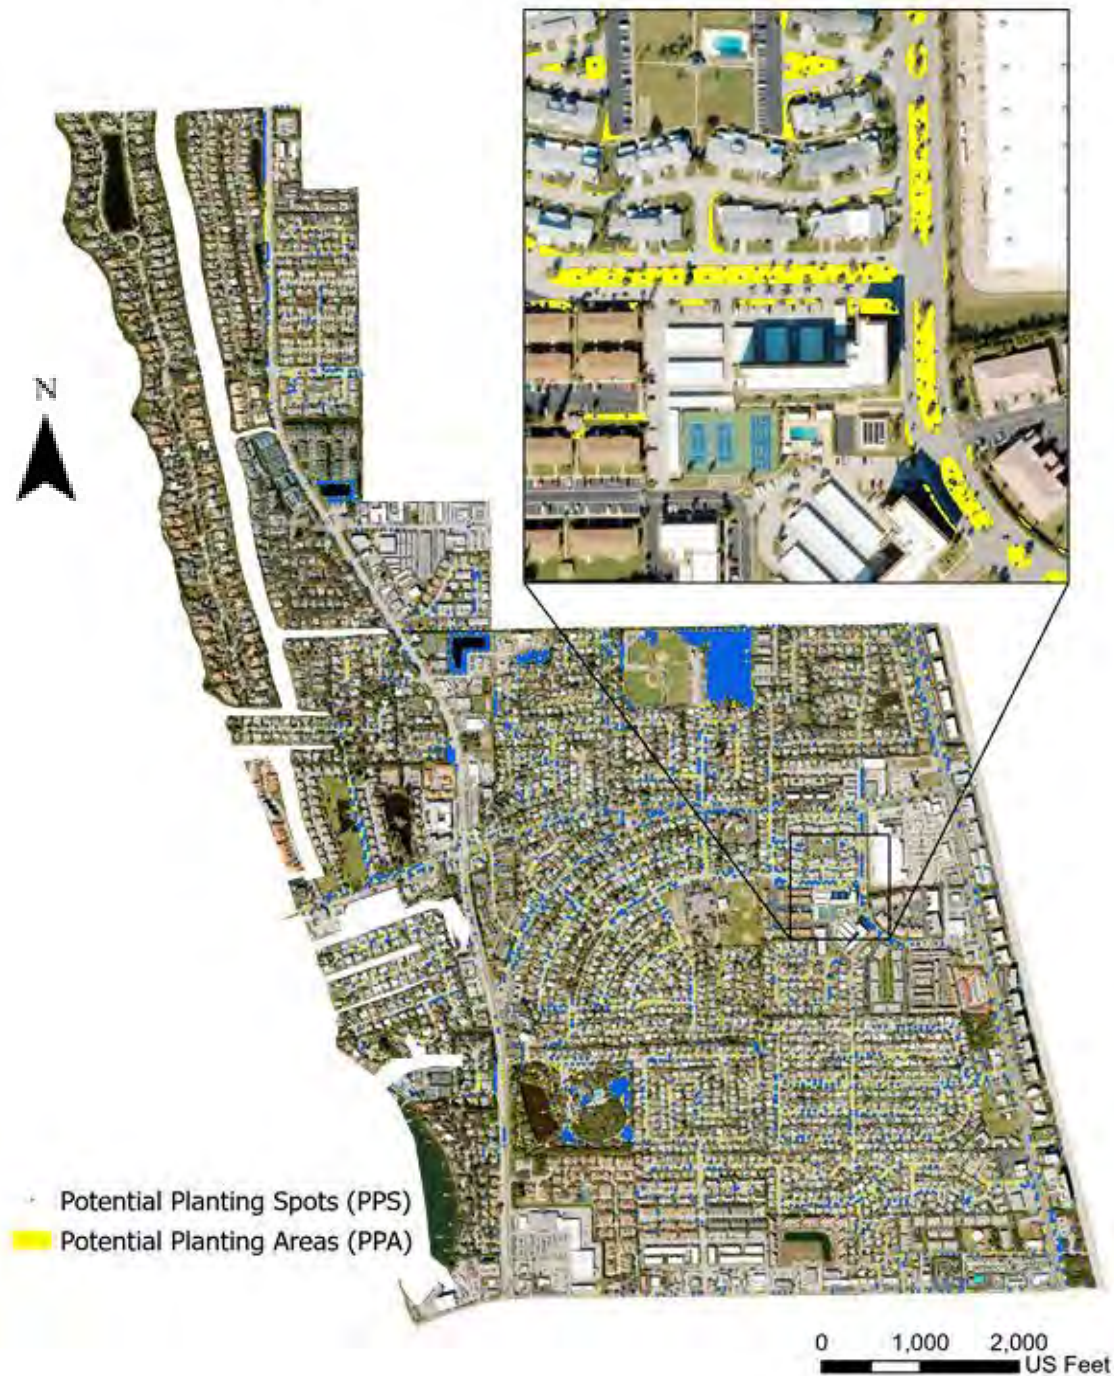 N
Potential Planting Spots (PPS)
Potential Planting Areas (PPA)
0 1,000 2,000
US Feet